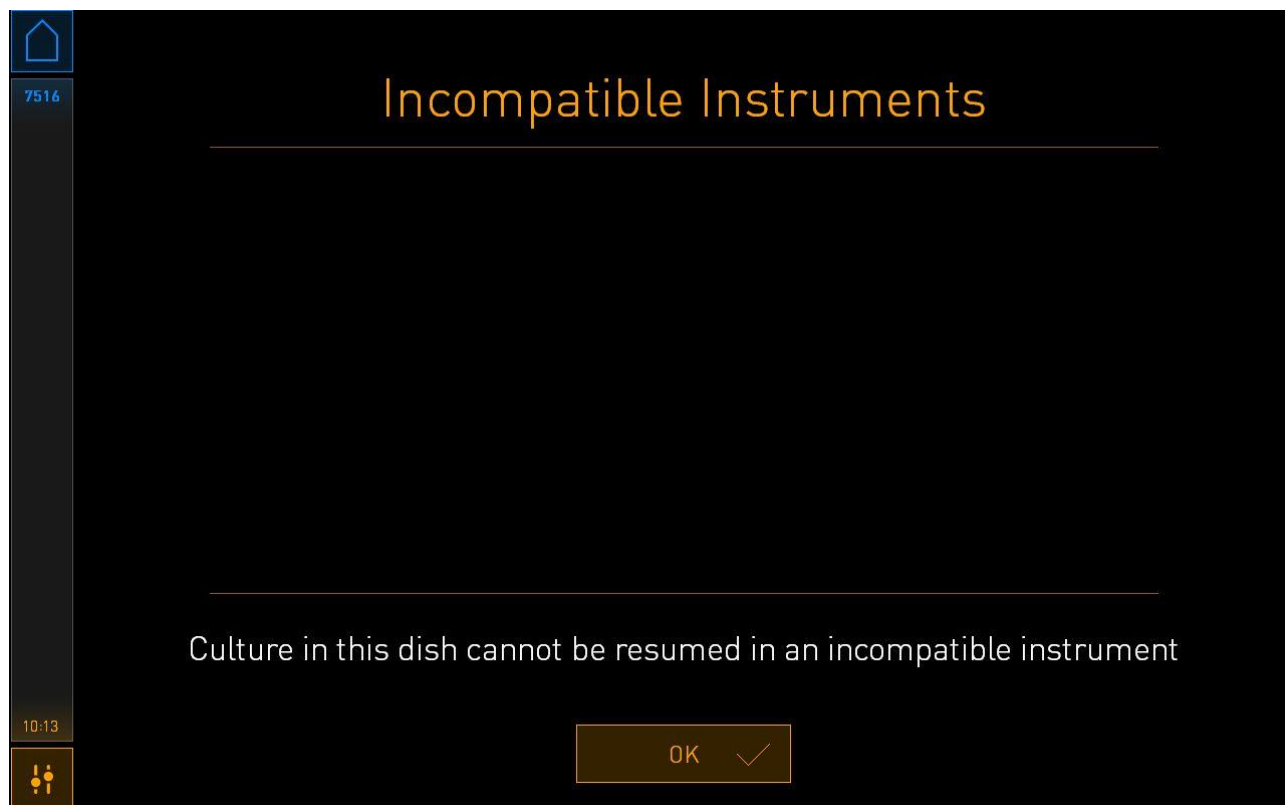 7516
Incompatible Instruments
Culture in this dish cannot be resumed in an incompatible instrument
10:13
OK